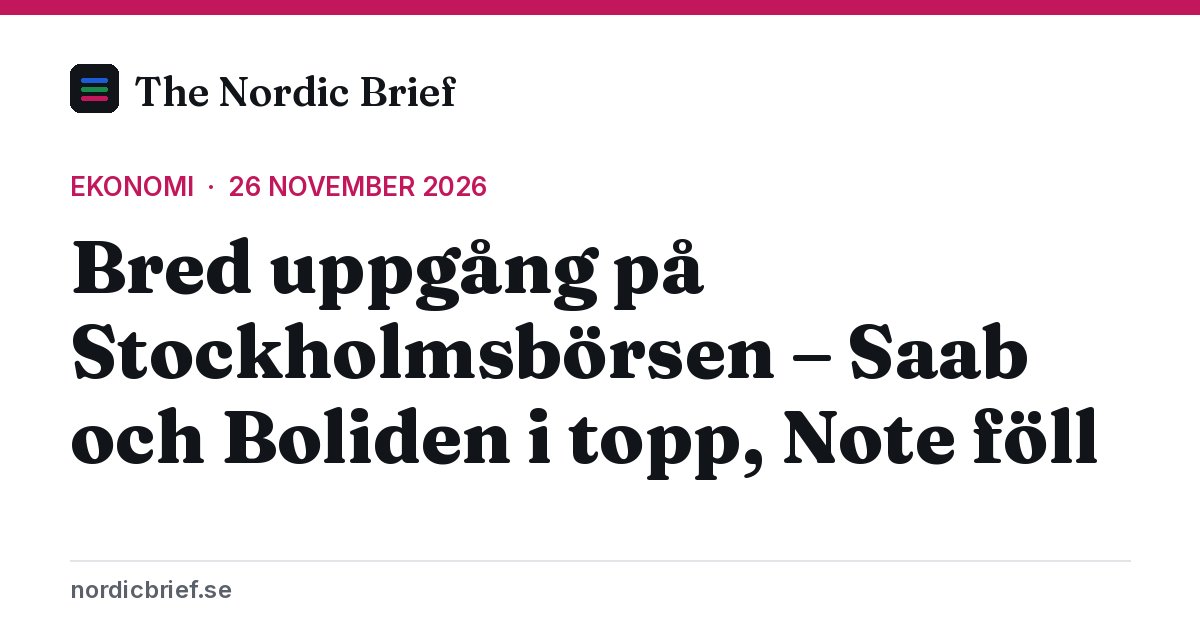 The Nordic Brief
EKONOMI · 26 NOVEMBER 2026
Bred uppgång på
Stockholmsbörsen – Saab
och Boliden i topp, Note föll
nordicbrief.se